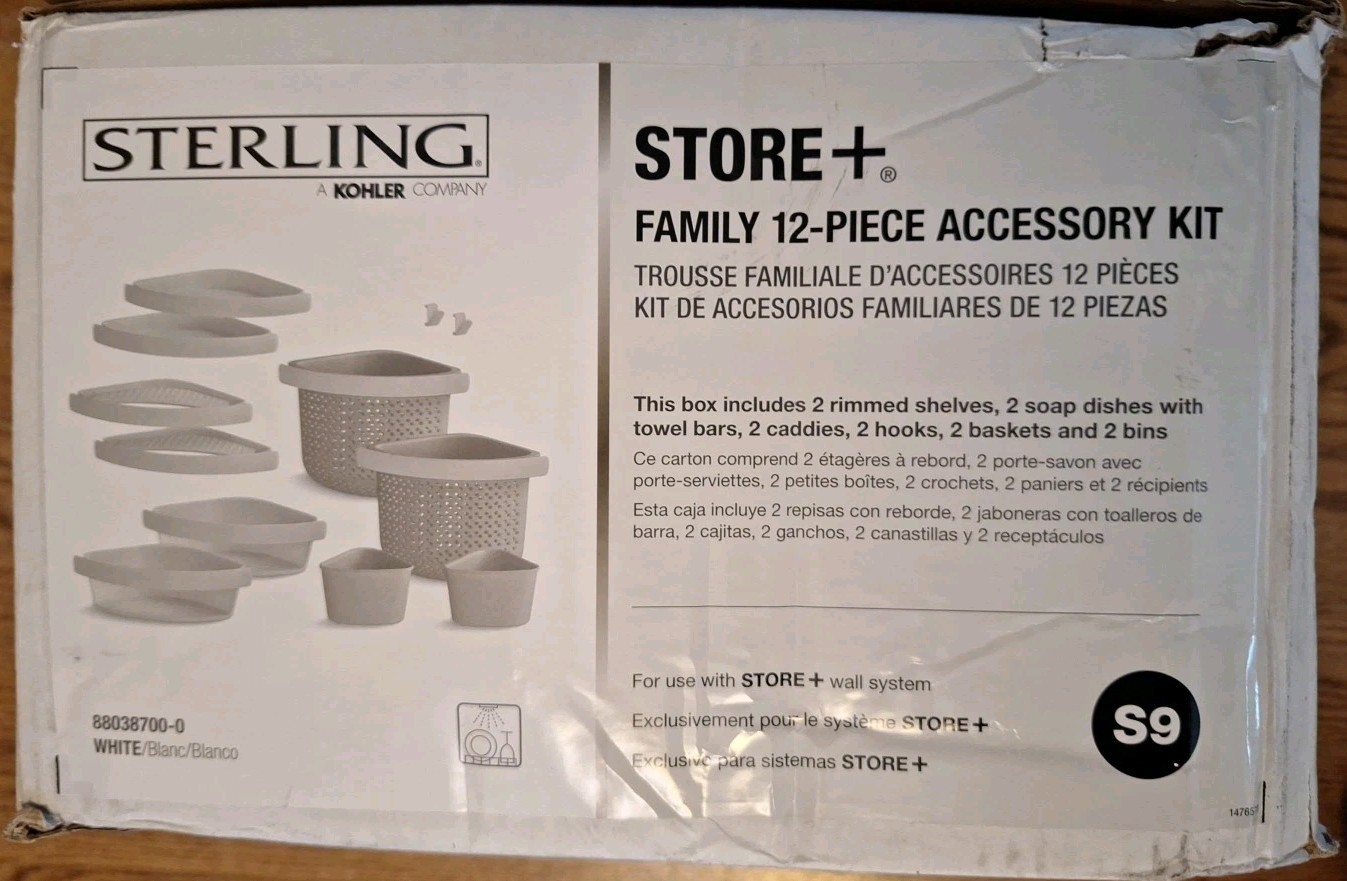 STERLING®
A KOHLER COMPANY
88038700-0
WHITE/Blanc/Blanco
STORE+®
FAMILY 12-PIECE ACCESSORY KIT
TROUSSE FAMILIALE D'ACCESSOIRES 12 PIÈCES
KIT DE ACCESORIOS FAMILIARES DE 12 PIEZAS
This box includes 2 rimmed shelves, 2 soap dishes with
towel bars, 2 caddies, 2 hooks, 2 baskets and 2 bins
Ce carton comprend 2 étagères à rebord, 2 porte-savon avec
porte-serviettes, 2 petites boîtes, 2 crochets, 2 paniers et 2 récipients
Esta caja incluye 2 repisas con reborde, 2 jaboneras con toalleros de
barra, 2 cajitas, 2 ganchos, 2 canastillas y 2 receptáculos
For use with STORE+ wall system
Exclusivement pour le système STORE+
Exclusivo para sistemas STORE+
S9